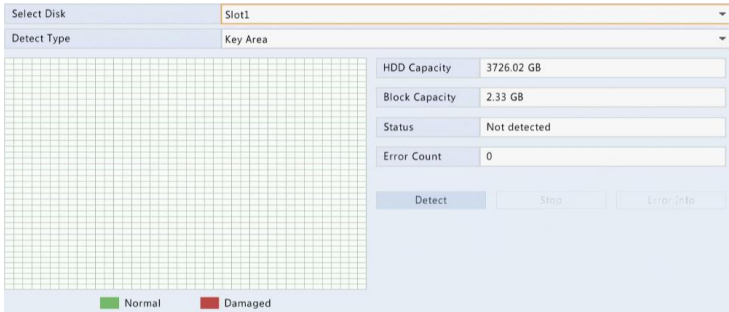 Select Disk Slot1
Detect Type Key Area
HDD Capacity 3726.02 GB
Block Capacity 2.33 GB
Status Not detected
Error Count 0
Detect Stop Error Info
Normal Damaged